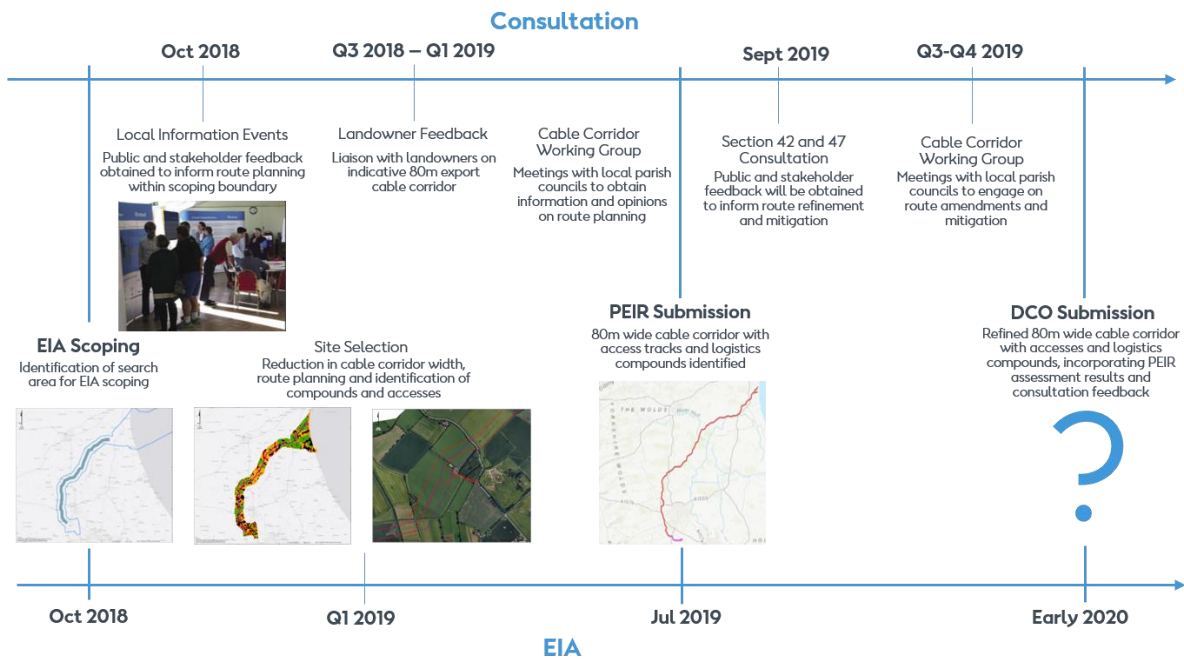 Consultation
Oct 2018
Q3 2018 – Q1 2019
Sept 2019
Q3-Q4 2019
Local Information Events
Public and stakeholder feedback
obtained to inform route planning
within scoping boundary
Landowner Feedback
Liaison with landowners on
indicative 80m export
cable corridor
Cable Corridor
Working Group
Meetings with local parish
councils to obtain
information and opinions
on route planning
Section 42 and 47
Consultation
Public and stakeholder
feedback will be obtained
to inform route refinement
and mitigation
Cable Corridor
Working Group
Meetings with local parish
councils to engage on
route amendments and
mitigation
EIA Scoping
Identification of search
area for EIA scoping
Site Selection
Reduction in cable corridor width,
route planning and identification of
compounds and accesses
PEIR Submission
80m wide cable corridor with
access tracks and logistics
compounds identified
THE WOLDS
YORKSHIRE WOLDS
DCO Submission
Refined 80m wide cable corridor
with accesses and logistics
compounds, incorporating PEIR
assessment results and
consultation feedback
?
Oct 2018
Q1 2019
Jul 2019
Early 2020
EIA